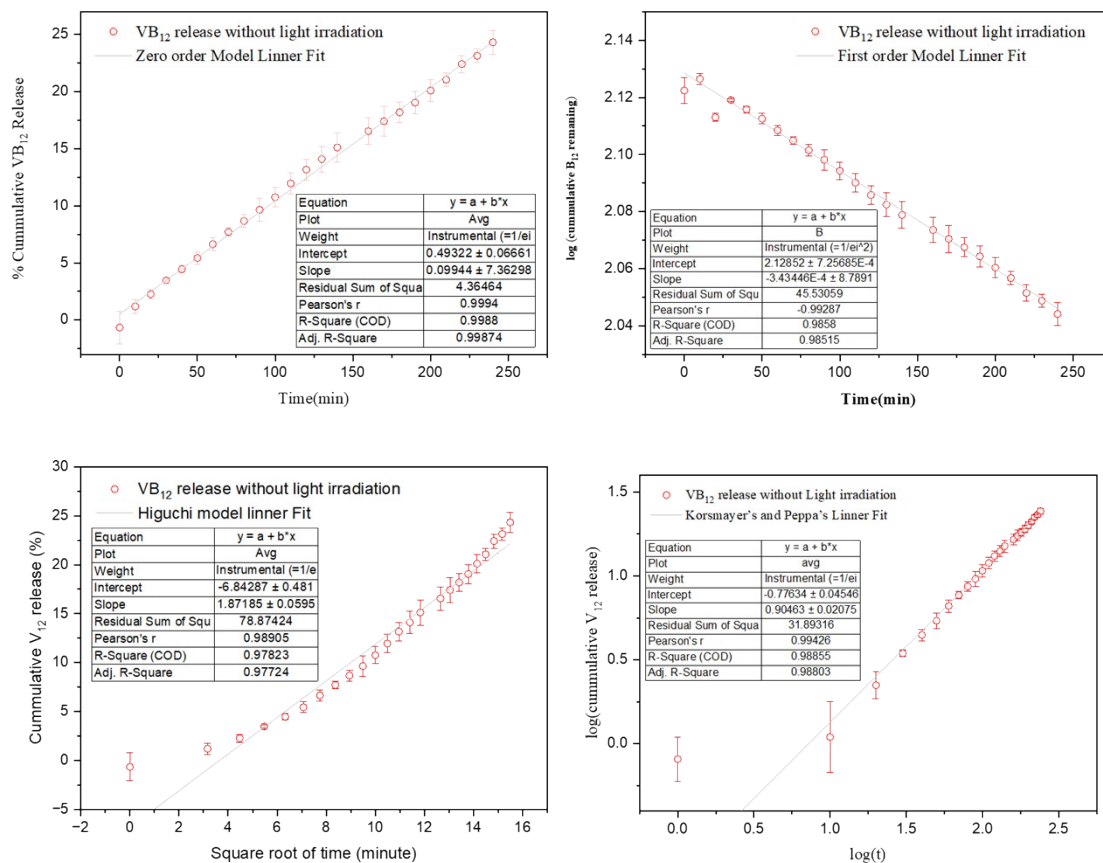 VB12 release without light irradiation
Zero order Model Linner Fit
% Cummulative VB12 Release
25
20
15
10
5
0
Equation y = a + b*x
Plot Avg
Weight Instrumental (=1/ei
Intercept 0.49322 ± 0.06661
Slope 0.09944 ± 7.36298
Residual Sum of Squa 4.36464
Pearson's r 0.9994
R-Square (COD) 0.9988
Adj. R-Square 0.99874
0 50 100 150 200 250
Time(min)
VB12 release without light irradiation
First order Model Linner Fit
log (cummulative B12 remaning)
2.14
2.12
2.10
2.08
2.06
2.04
Equation y = a + b*x
Plot B
Weight Instrumental (=1/ei^2)
Intercept 2.12852 ± 7.25685E-4
Slope -3.43446E-4 ± 8.7891
Residual Sum of Squ 45.53059
Pearson's r -0.99287
R-Square (COD) 0.9858
Adj. R-Square 0.98515
0 50 100 150 200 250
Time(min)
VB12 release without light irradiation
Higuchi model linner Fit
Cummulative V12 release (%)
30
25
20
15
10
5
0
−5
Equation y = a + b*x
Plot Avg
Weight Instrumental (=1/e
Intercept -6.84287 ± 0.481
Slope 1.87185 ± 0.0595
Residual Sum of Squ 78.87424
Pearson's r 0.98905
R-Square (COD) 0.97823
Adj. R-Square 0.97724
−2 0 2 4 6 8 10 12 14 16
Square root of time (minute)
VB12 release without Light irradiation
Korsmayer's and Peppa's Linner Fit
log(cummulative V12 release)
1.5
1.0
0.5
0.0
Equation y = a + b*x
Plot avg
Weight Instrumental (=1/ei
Intercept -0.77634 ± 0.04546
Slope 0.90463 ± 0.02075
Residual Sum of Squa 31.89316
Pearson's r 0.99426
R-Square (COD) 0.98855
Adj. R-Square 0.98803
0.0 0.5 1.0 1.5 2.0 2.5
log(t)